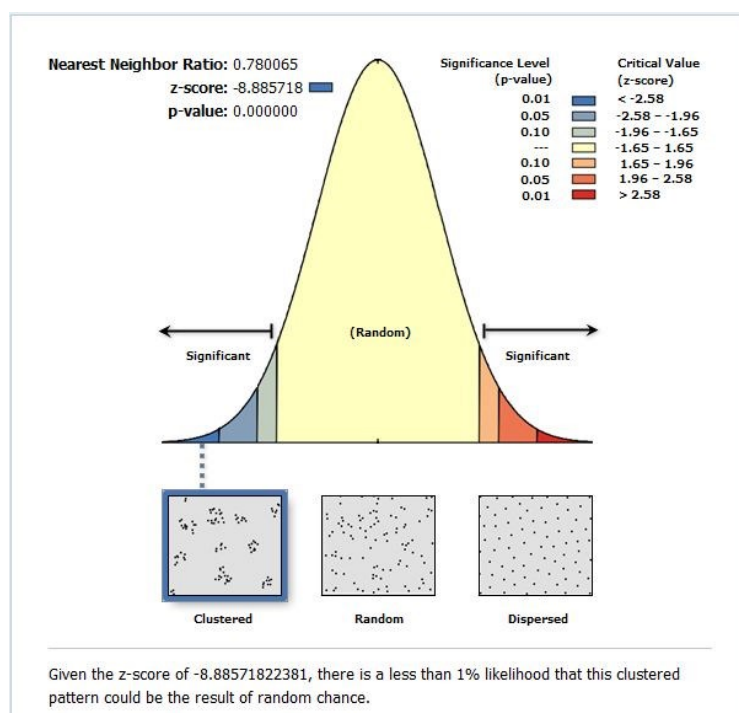 Nearest Neighbor Ratio: 0.780065
z-score: -8.885718
p-value: 0.000000
Significance Level
(p-value)
Critical Value
(z-score)
0.01 < -2.58
0.05 -2.58 – -1.96
0.10 -1.96 – -1.65
--- -1.65 – 1.65
0.10 1.65 – 1.96
0.05 1.96 – 2.58
0.01 > 2.58
Significant
(Random)
Significant
Clustered
Random
Dispersed
Given the z-score of -8.88571822381, there is a less than 1% likelihood that this clustered
pattern could be the result of random chance.